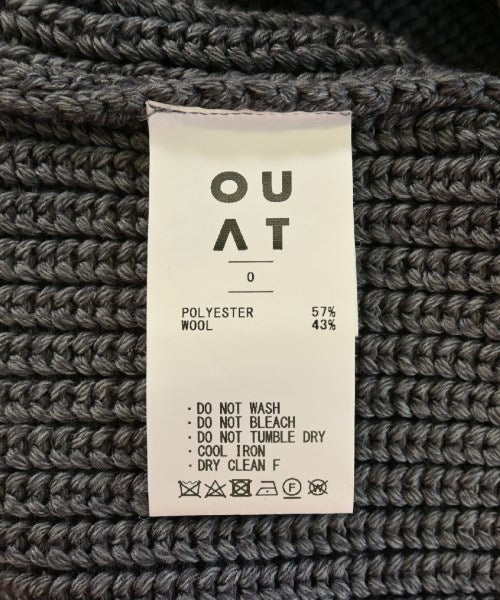 OU
ΛT
0
POLYESTER 57%
WOOL 43%
・DO NOT WASH
・DO NOT BLEACH
・DO NOT TUMBLE DRY
・COOL IRON
・DRY CLEAN F
F W